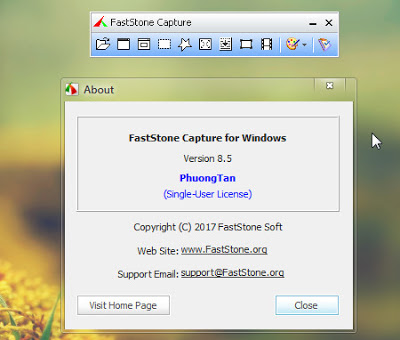 FastStone Capture
About
FastStone Capture for Windows
Version 8.5
PhuongTan
(Single-User License)
Copyright (C) 2017 FastStone Soft
Web Site: www.FastStone.org
Support Email: support@FastStone.org
Visit Home Page
Close